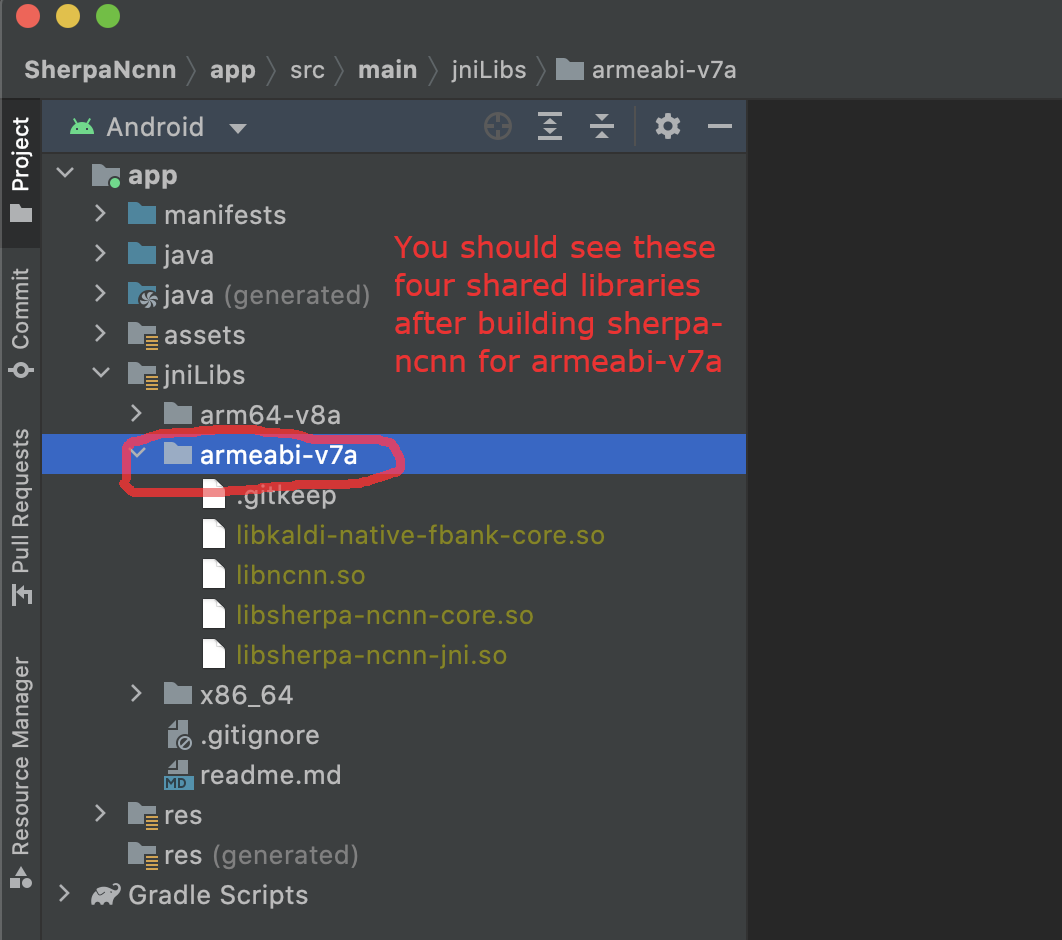 SherpaNcnn app src main jniLibs armeabi-v7a
Project
Commit
Pull Requests
Resource Manager
Android
app
manifests
java
java (generated)
assets
jniLibs
arm64-v8a
armeabi-v7a
.gitkeep
libkaldi-native-fbank-core.so
libncnn.so
libsherpa-ncnn-core.so
libsherpa-ncnn-jni.so
x86_64
.gitignore
MD readme.md
res
res (generated)
Gradle Scripts
You should see these
four shared libraries
after building sherpa-
ncnn for armeabi-v7a